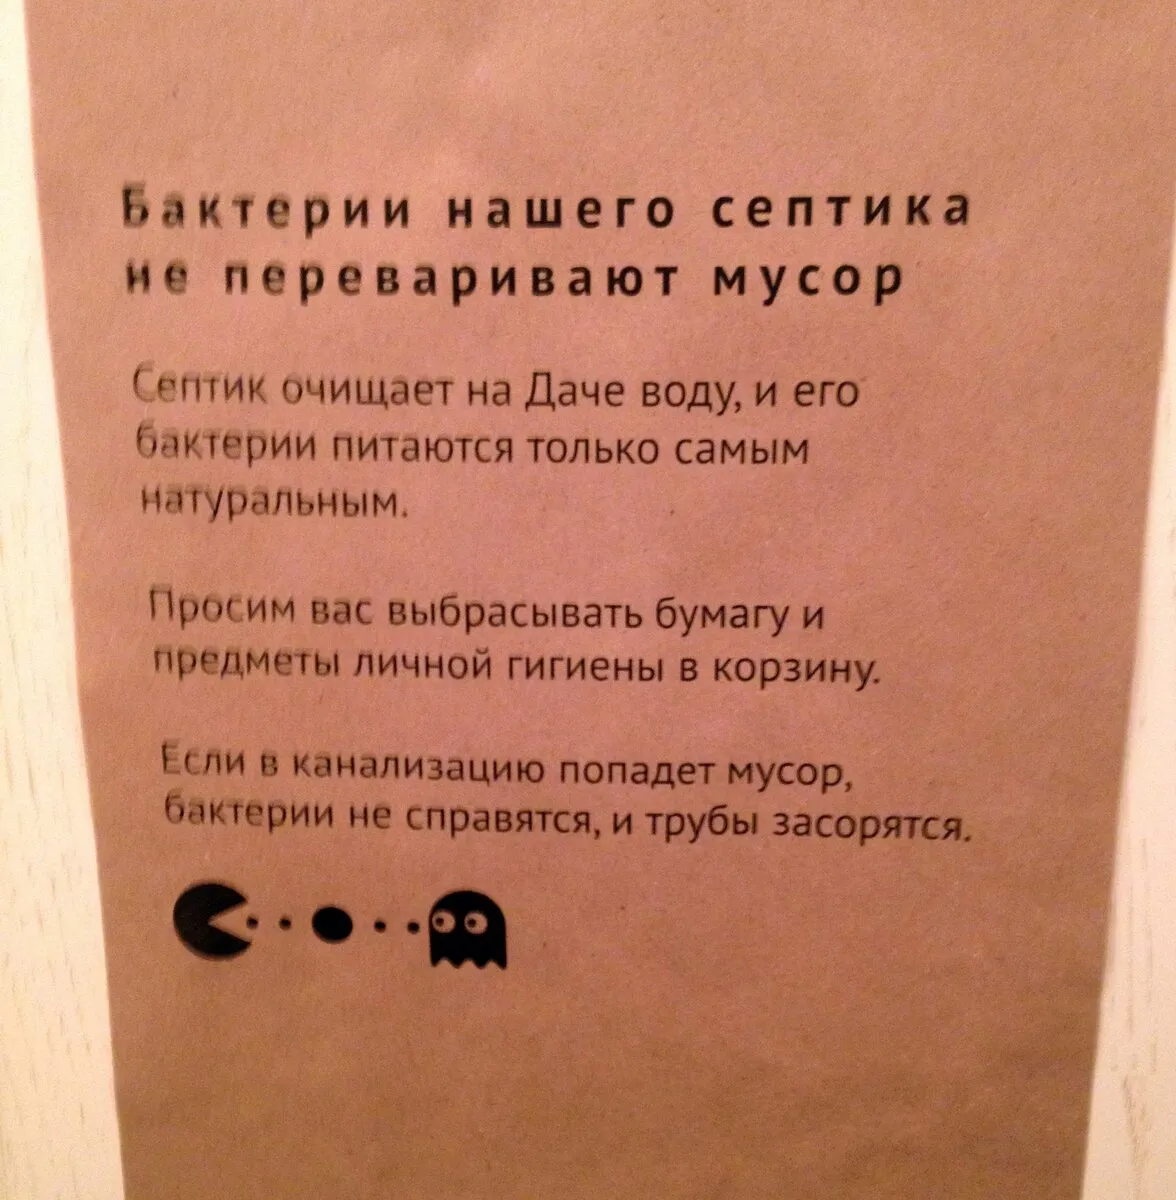 Бактерии нашего септика
не переваривают мусор
Септик очищает на Даче воду, и его
бактерии питаются только самым
натуральным.
Просим вас выбрасывать бумагу и
предметы личной гигиены в корзину.
Если в канализацию попадет мусор,
бактерии не справятся, и трубы засорятся.